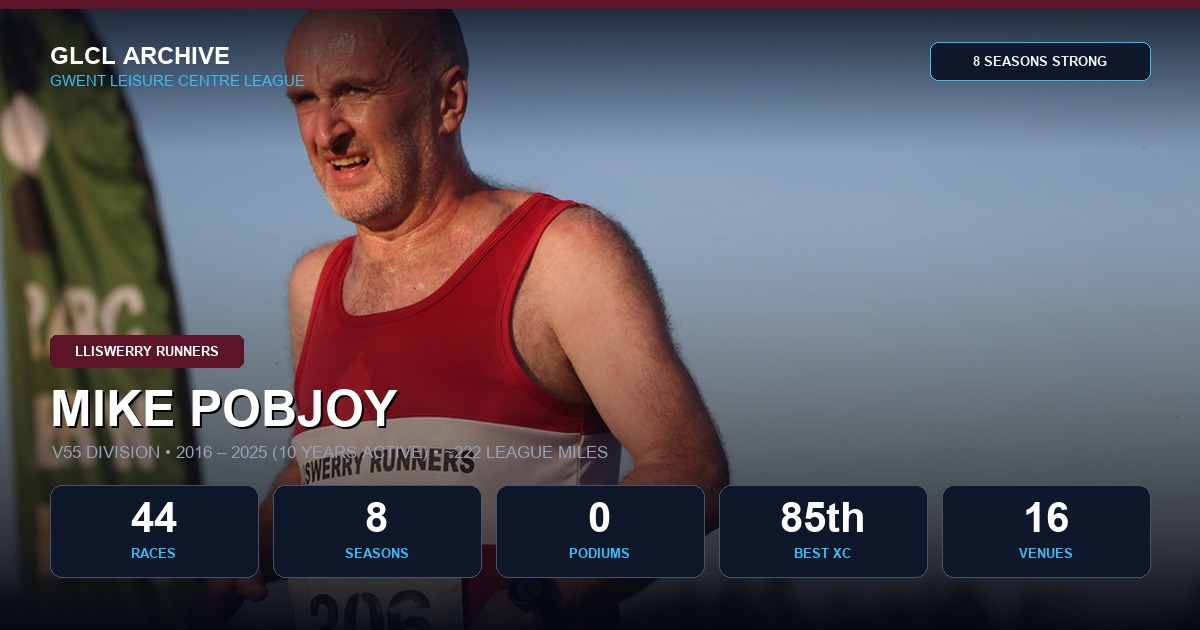 GLCL ARCHIVE
GWENT LEISURE CENTRE LEAGUE
8 SEASONS STRONG
LLISWERRY RUNNERS
MIKE POBJOY
V55 DIVISION • 2016 – 2025 (10 YEARS ACTIVE) • ~222 LEAGUE MILES
SWERRY RUNNERS
44
RACES
8
SEASONS
0
PODIUMS
85th
BEST XC
16
VENUES
306